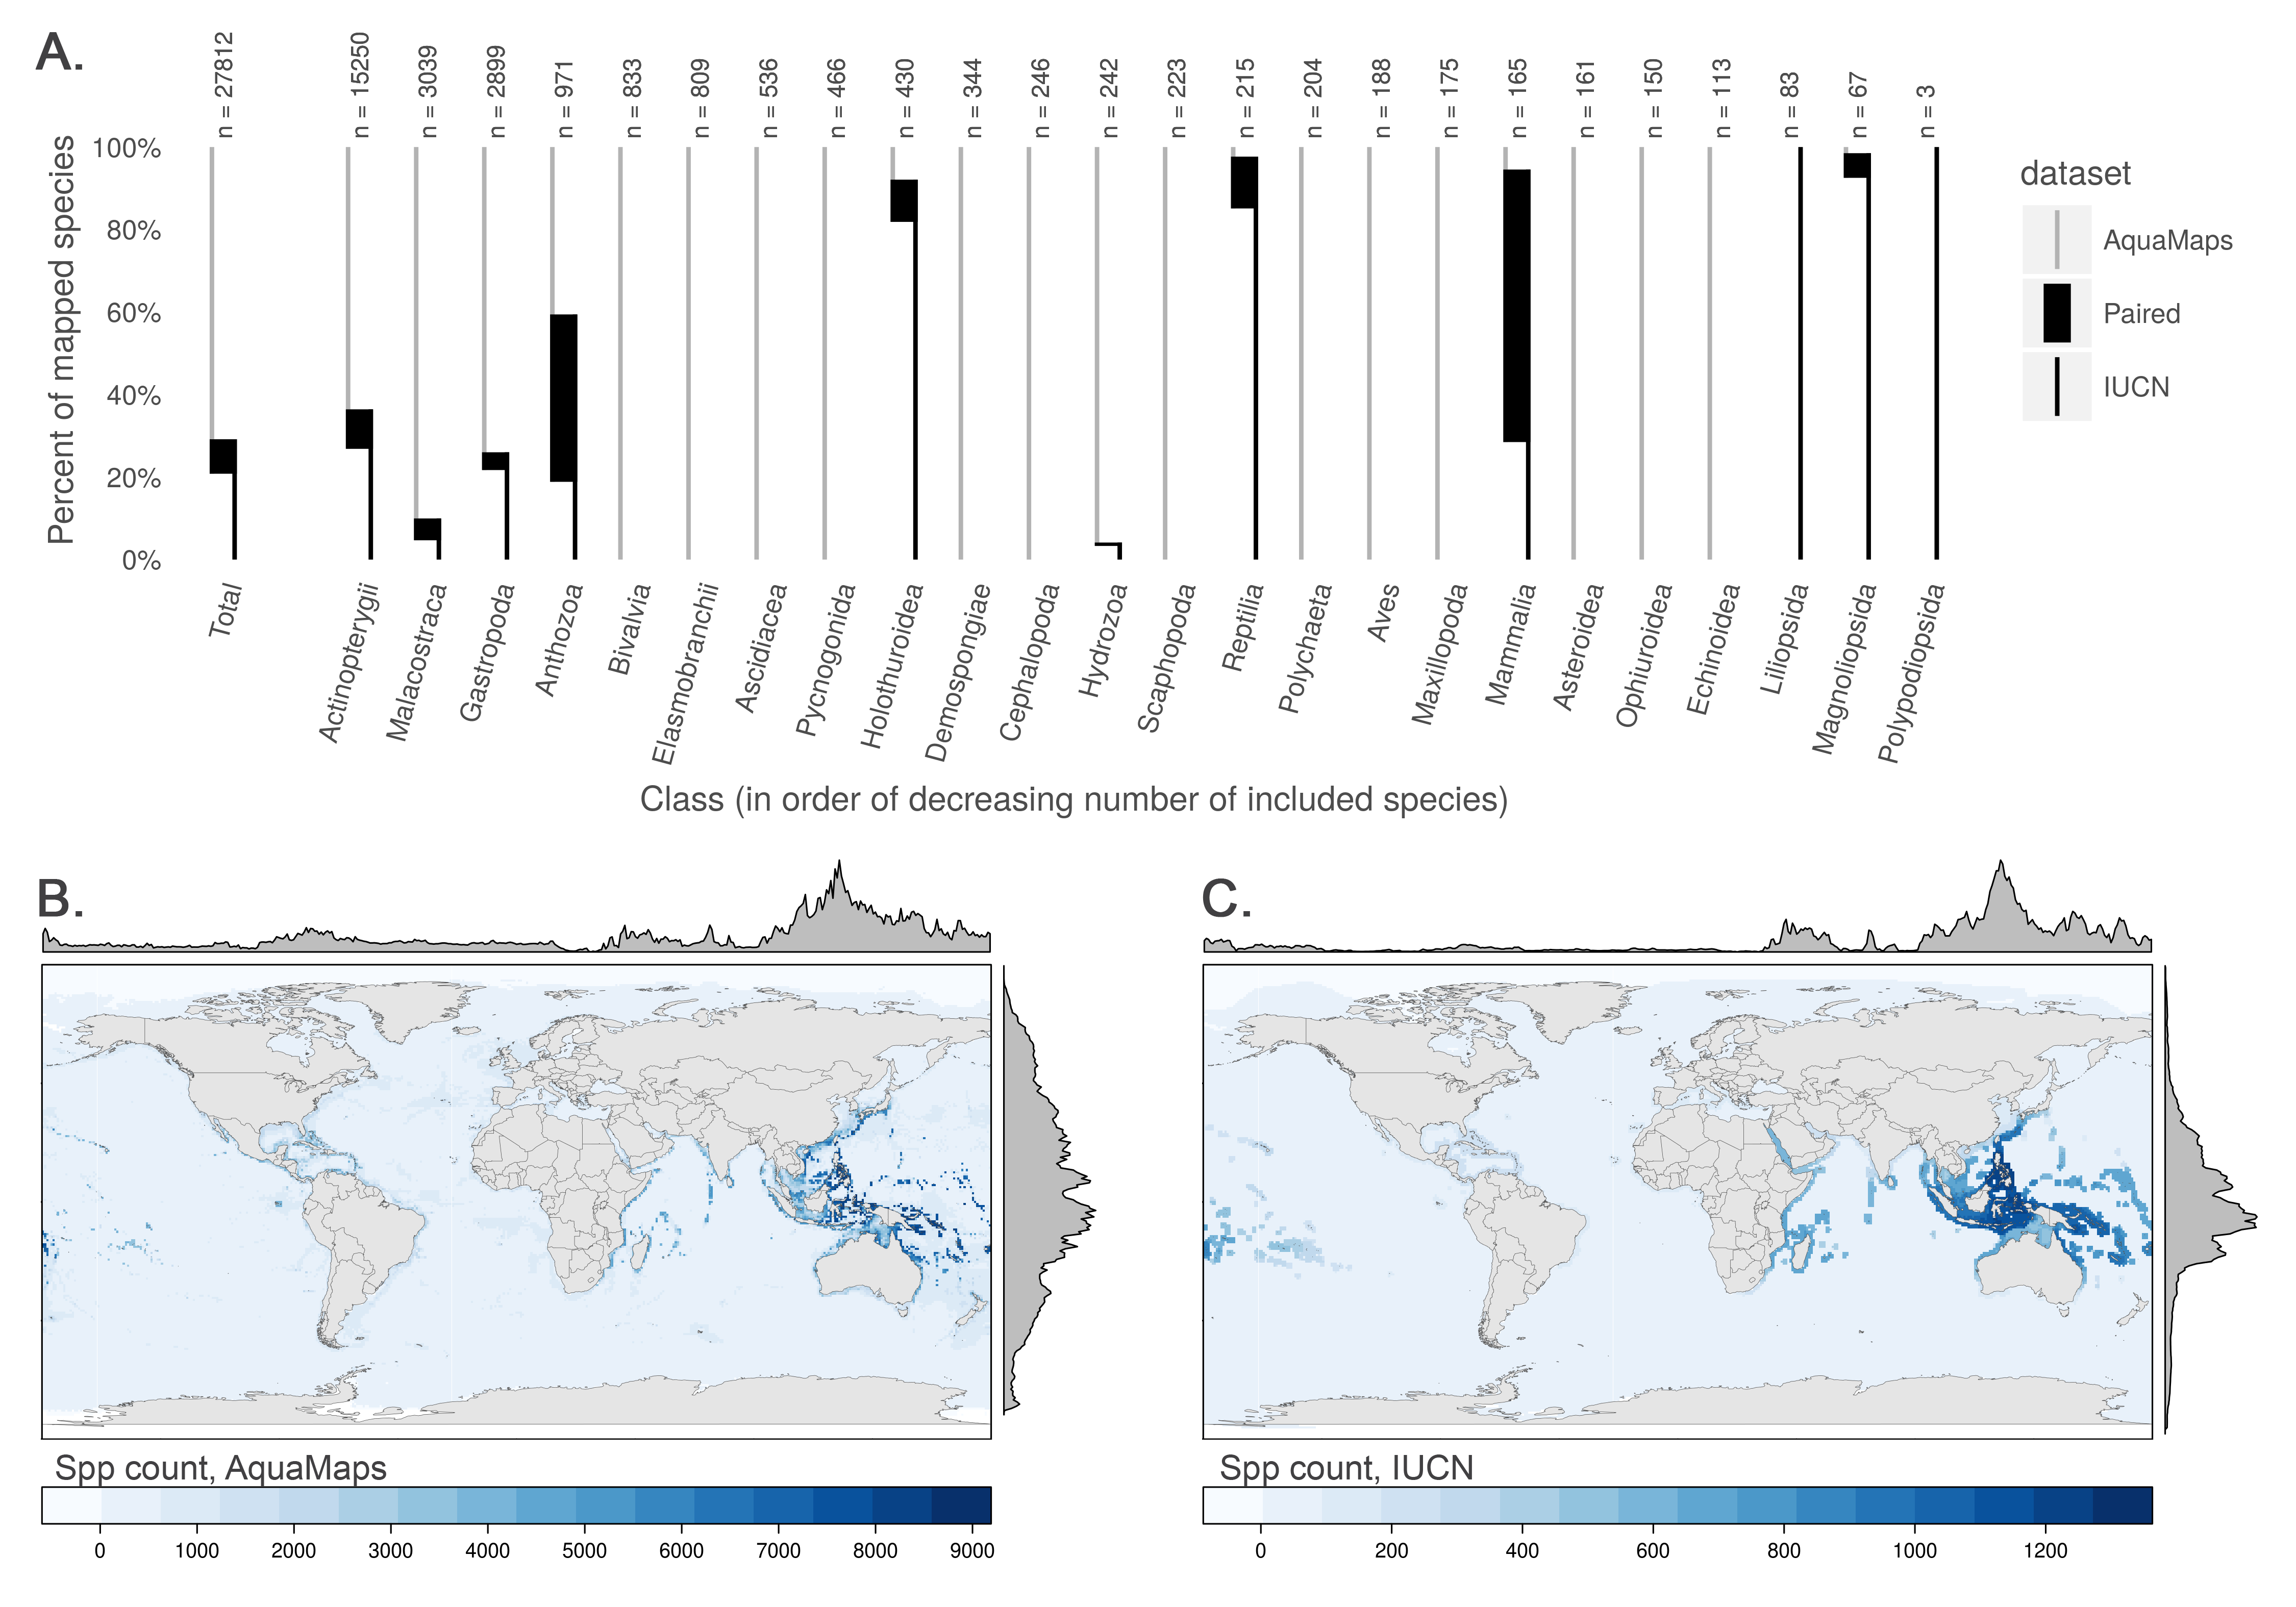 A.
n = 27812
n = 15250
n = 3039
n = 2899
n = 971
n = 833
n = 809
n = 536
n = 466
n = 430
n = 344
n = 246
n = 242
n = 223
n = 215
n = 204
n = 188
n = 175
n = 165
n = 161
n = 150
n = 113
n = 83
n = 67
n = 3
Percent of mapped species
100%
80%
60%
40%
20%
0%
dataset
AquaMaps
Paired
IUCN
Total
Actinopterygii
Malacostraca
Gastropoda
Anthozoa
Bivalvia
Elasmobranchii
Ascidiacea
Pycnogonida
Holothuroidea
Demospongiae
Cephalopoda
Hydrozoa
Scaphopoda
Reptilia
Polychaeta
Aves
Maxillopoda
Mammalia
Asteroidea
Ophiuroidea
Echinoidea
Liliopsida
Magnoliopsida
Polypodiopsida
Class (in order of decreasing number of included species)
B.
Spp count, AquaMaps
0 1000 2000 3000 4000 5000 6000 7000 8000 9000
C.
Spp count, IUCN
0 200 400 600 800 1000 1200